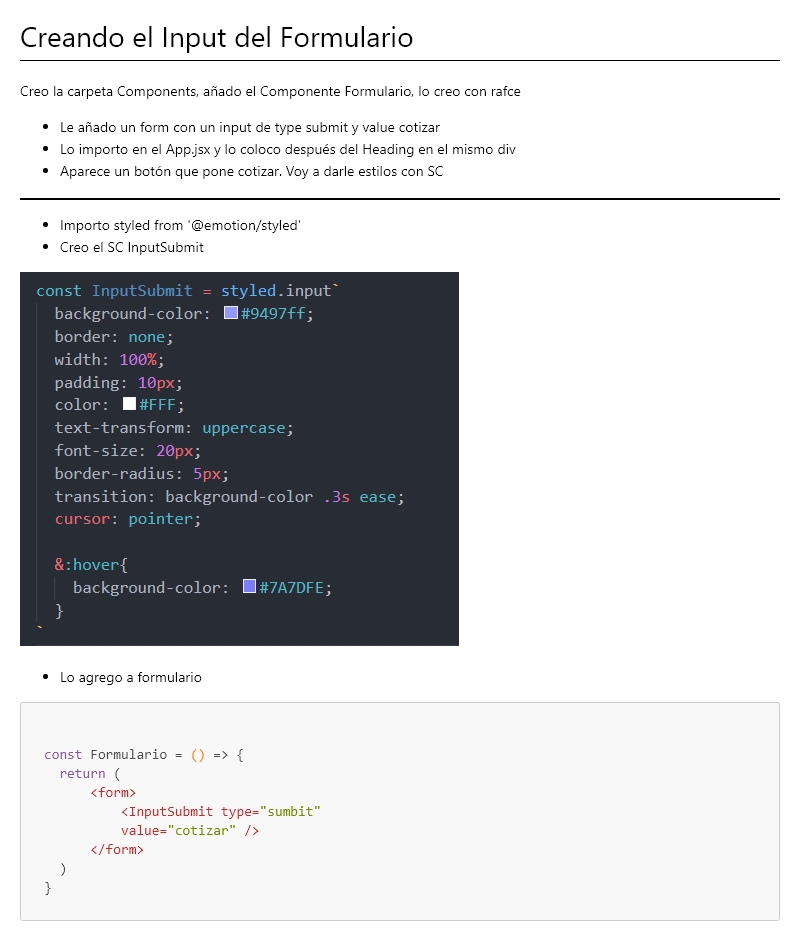 Creando el Input del Formulario
Creo la carpeta Components, añado el Componente Formulario, lo creo con rafce
• Le añado un form con un input de type submit y value cotizar
• Lo importo en el App.jsx y lo coloco después del Heading en el mismo div
• Aparece un botón que pone cotizar. Voy a darle estilos con SC
• Importo styled from '@emotion/styled'
• Creo el SC InputSubmit
const InputSubmit = styled.input`
background-color: #9497ff;
border: none;
width: 100%;
padding: 10px;
color: #FFF;
text-transform: uppercase;
font-size: 20px;
border-radius: 5px;
transition: background-color .3s ease;
cursor: pointer;
&:hover{
background-color: #7A7DFE;
}
`
• Lo agrego a formulario
const Formulario = () => {
return (
<form>
<InputSubmit type="sumbit"
value="cotizar" />
</form>
)
}